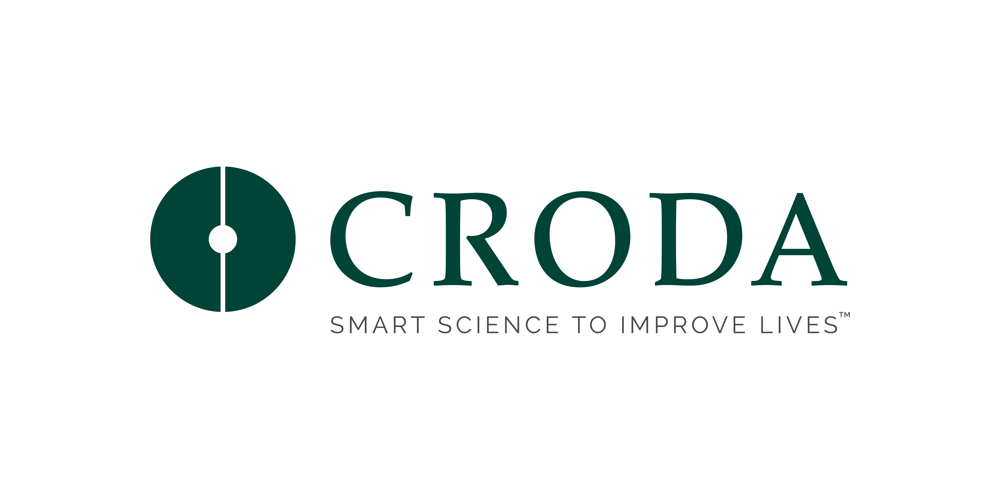 CRODA
SMART SCIENCE TO IMPROVE LIVES™